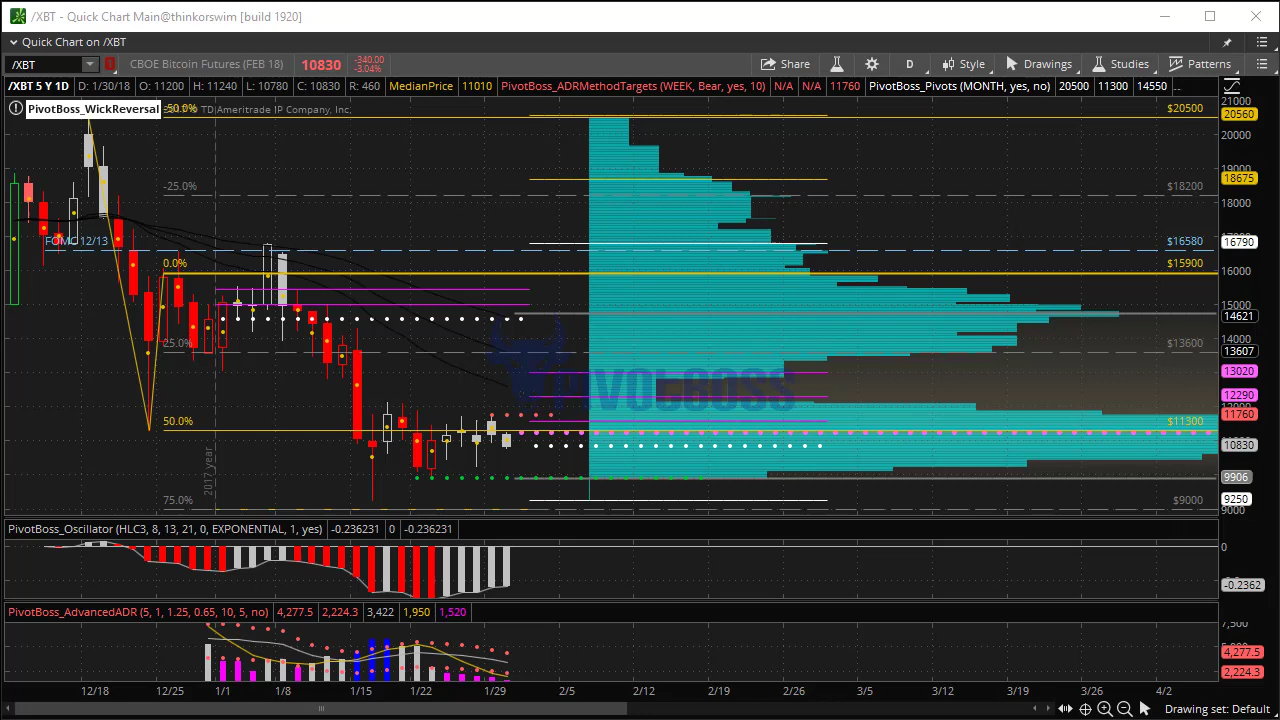 /XBT - Quick Chart Main@thinkorswim [build 1920]
Quick Chart on /XBT
/XBT CBOE Bitcoin Futures (FEB 18) 10830 -340.00 -3.04% Share D Style Drawings Studies Patterns
/XBT 5 Y 1D D: 1/30/18 O: 11200 H: 11240 L: 10780 C: 10830 R: 460 MedianPrice 11010 PivotBoss_ADRMethodTargets (WEEK, Bear, yes, 10) N/A N/A 11760 PivotBoss_Pivots (MONTH, yes, no) 20500 11300 14550 ...
PivotBoss_WickReversal -50.0% TD Ameritrade IP Company, Inc. $20500
21000
20560
20000
19000
18675
-25.0% $18200
18000
FOMC 12/13 $16580 16790
0.0% $15900
16000
15000
14621
14000
25.0% $13600 13607
13020
PIVOTBOSS
12290
12000
11760
50.0% $11300
10830
2017 year
9906
75.0% $9000 9250
9000
PivotBoss_Oscillator (HLC3, 8, 13, 21, 0, EXPONENTIAL, 1, yes) -0.236231 0 -0.236231
0
-0.2362
PivotBoss_AdvancedADR (5, 1, 1.25, 0.65, 10, 5, no) 4,277.5 2,224.3 3,422 1,950 1,520
7,500
4,277.5
2,224.3
12/18 12/25 1/1 1/8 1/15 1/22 1/29 2/5 2/12 2/19 2/26 3/5 3/12 3/19 3/26 4/2
Drawing set: Default